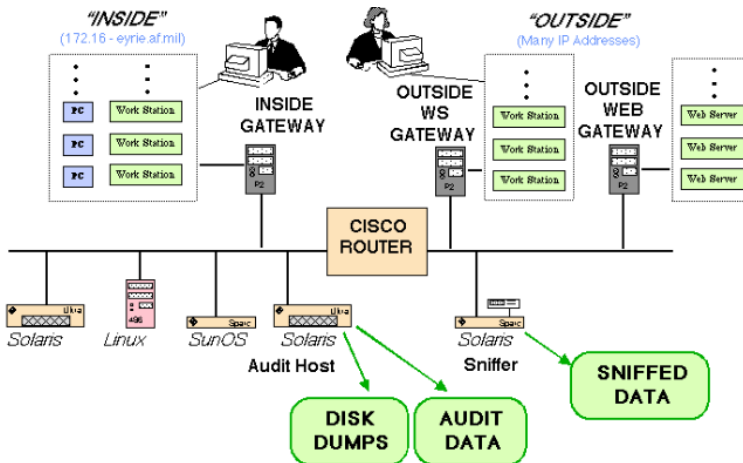 "INSIDE"
(172.16 - eyrie.af.mil)
"OUTSIDE"
(Many IP Addresses)
PC
Work Station
PC
Work Station
PC
Work Station
INSIDE
GATEWAY
P2
OUTSIDE
WS
GATEWAY
P2
Work Station
Work Station
Work Station
OUTSIDE
WEB
GATEWAY
P2
Web Server
Web Server
Web Server
CISCO
ROUTER
Ultra
Solaris
486
Linux
Sparc
SunOS
Ultra
Solaris
Audit Host
Sparc
Solaris
Sniffer
DISK
DUMPS
AUDIT
DATA
SNIFFED
DATA